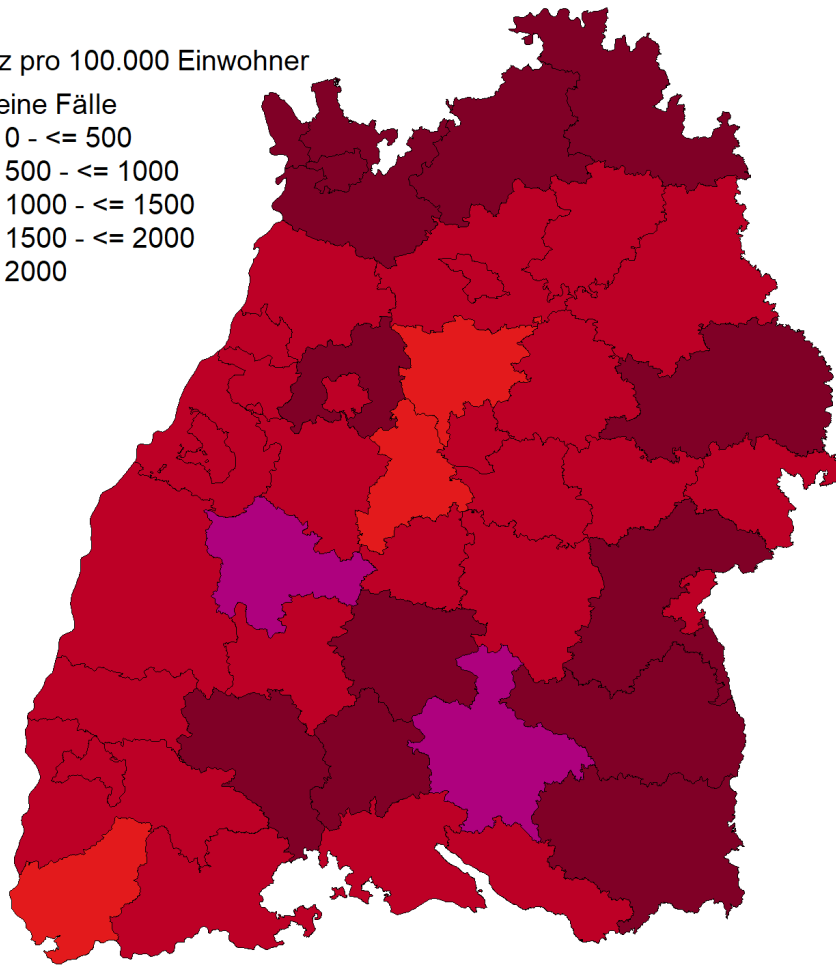 z pro 100.000 Einwohner
eine Fälle
0 - <= 500
500 - <= 1000
1000 - <= 1500
1500 - <= 2000
2000